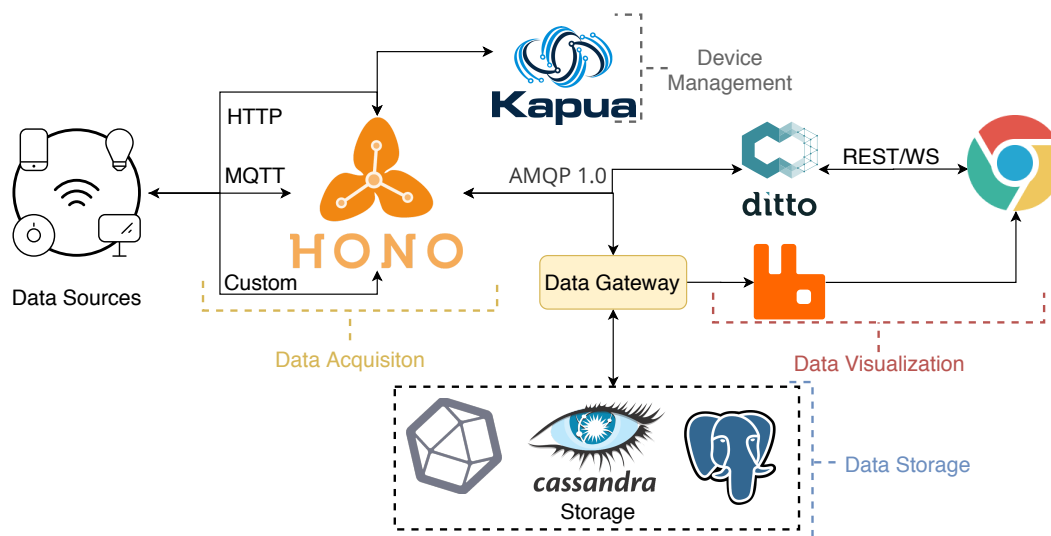 Device
Management
Kapua
HTTP
MQTT
AMQP 1.0
REST/WS
ditto
HONO
Custom
Data Gateway
Data Sources
Data Acquisiton
Data Visualization
cassandra
Storage
Data Storage